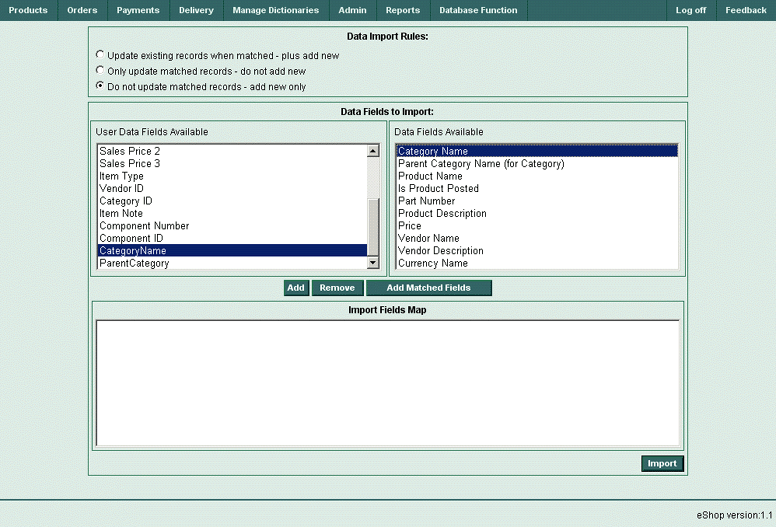 Products Orders Payments Delivery Manage Dictionaries Admin Reports Database Function Log off Feedback
Data Import Rules:
Update existing records when matched - plus add new
Only update matched records - do not add new
Do not update matched records - add new only
Data Fields to Import:
User Data Fields Available
Sales Price 2
Sales Price 3
Item Type
Vendor ID
Category ID
Item Note
Component Number
Component ID
CategoryName
ParentCategory
Data Fields Available
Category Name
Parent Category Name (for Category)
Product Name
Is Product Posted
Part Number
Product Description
Price
Vendor Name
Vendor Description
Currency Name
Add Remove Add Matched Fields
Import Fields Map
Import
eShop version:1.1